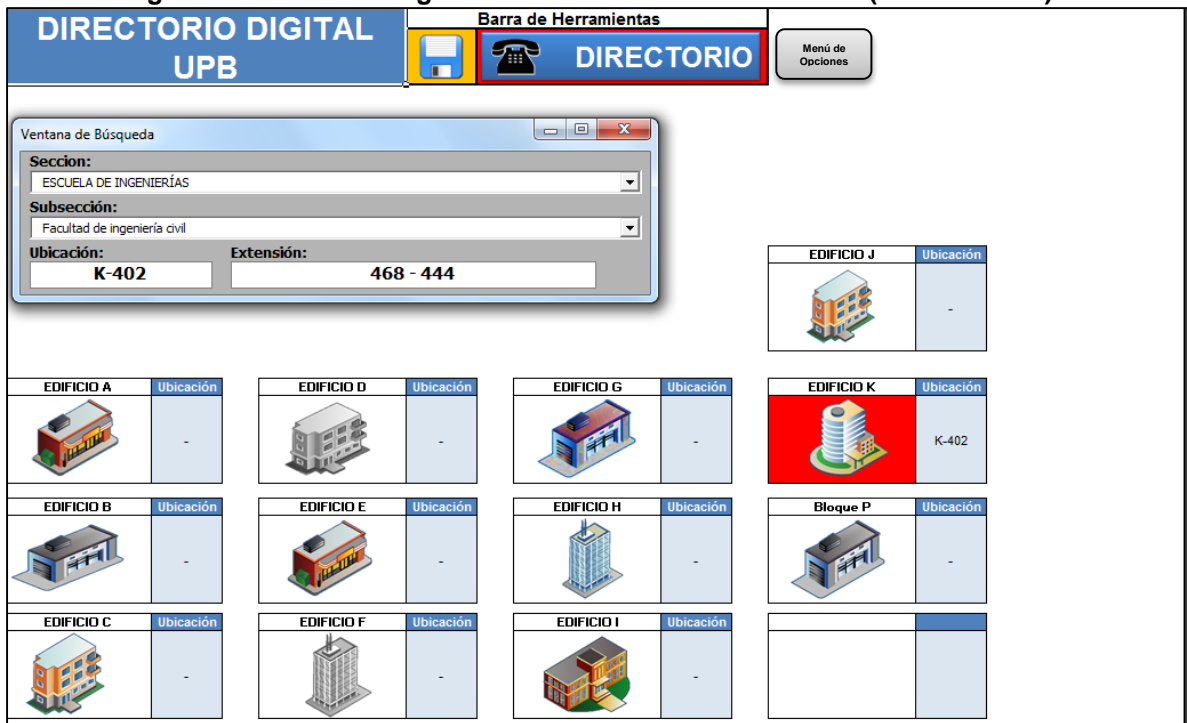 Barra de Herramientas
DIRECTORIO DIGITAL
UPB
DIRECTORIO
Menú de
Opciones
Ventana de Búsqueda
Seccion:
ESCUELA DE INGENIERÍAS
Subsección:
Facultad de ingeniería civil
Ubicación: Extensión:
K-402 468 - 444
EDIFICIO J Ubicación
-
EDIFICIO A Ubicación EDIFICIO D Ubicación EDIFICIO G Ubicación EDIFICIO K Ubicación
- - - K-402
EDIFICIO B Ubicación EDIFICIO E Ubicación EDIFICIO H Ubicación Bloque P Ubicación
- - - -
EDIFICIO C Ubicación EDIFICIO F Ubicación EDIFICIO I Ubicación
- - -